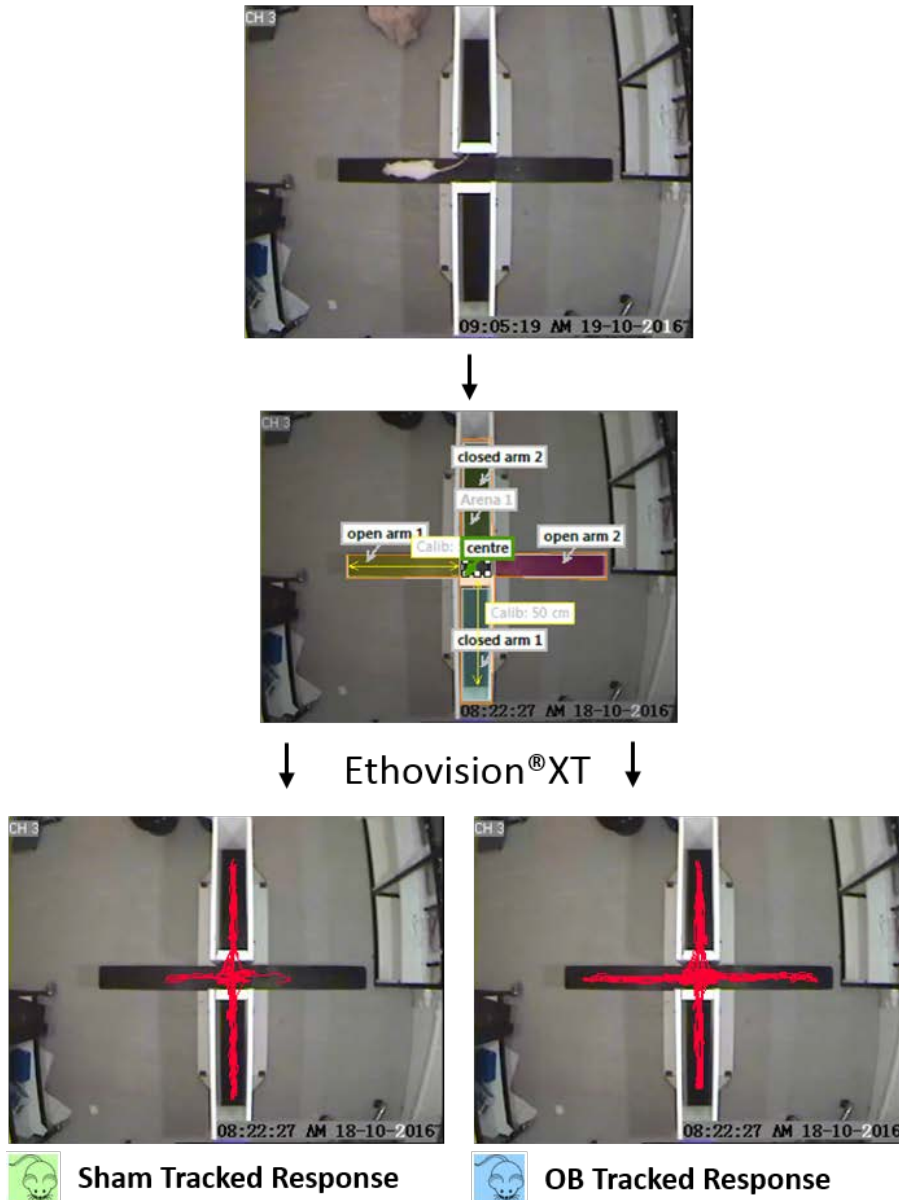 CH 3
09:05:19 AM 19-10-2016
CH 3
closed arm 2
Arena 1
open arm 1
Calib:
centre
open arm 2
Calib: 50 cm
closed arm 1
08:22:27 AM 18-10-2016
Ethovision®XT
CH 3
08:22:27 AM 18-10-2016
CH 3
08:22:27 AM 18-10-2016
Sham Tracked Response
OB Tracked Response